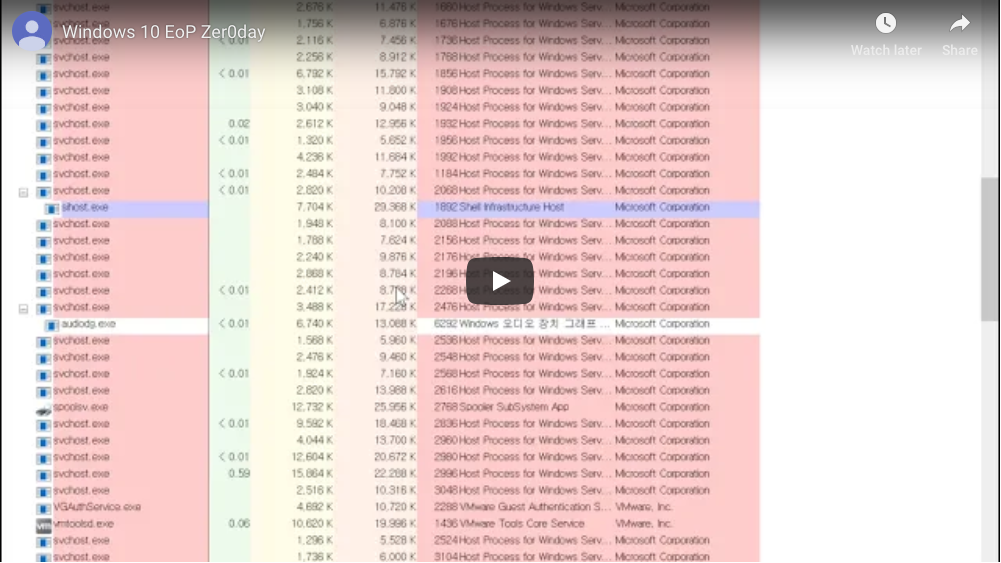 Windows 10 EoP Zer0day
Watch later
Share
svchost.exe 2,676 K 11,476 K 1660 Host Process for Windows Serv... Microsoft Corporation
svchost.exe 1,756 K 6,876 K 1676 Host Process for Windows Serv... Microsoft Corporation
svchost.exe < 0.01 2,116 K 7,456 K 1736 Host Process for Windows Serv... Microsoft Corporation
svchost.exe 2,256 K 8,912 K 1768 Host Process for Windows Serv... Microsoft Corporation
svchost.exe < 0.01 6,792 K 15,792 K 1856 Host Process for Windows Serv... Microsoft Corporation
svchost.exe 3,108 K 11,800 K 1908 Host Process for Windows Serv... Microsoft Corporation
svchost.exe 3,040 K 9,048 K 1924 Host Process for Windows Serv... Microsoft Corporation
svchost.exe 0.02 2,612 K 12,956 K 1932 Host Process for Windows Serv... Microsoft Corporation
svchost.exe < 0.01 1,320 K 5,652 K 1956 Host Process for Windows Serv... Microsoft Corporation
svchost.exe 4,236 K 11,684 K 1992 Host Process for Windows Serv... Microsoft Corporation
svchost.exe < 0.01 2,484 K 7,752 K 1184 Host Process for Windows Serv... Microsoft Corporation
svchost.exe < 0.01 2,820 K 10,208 K 2068 Host Process for Windows Serv... Microsoft Corporation
sihost.exe 7,704 K 29,368 K 1892 Shell Infrastructure Host Microsoft Corporation
svchost.exe 1,948 K 8,100 K 2088 Host Process for Windows Serv... Microsoft Corporation
svchost.exe 1,788 K 7,624 K 2156 Host Process for Windows Serv... Microsoft Corporation
svchost.exe 2,240 K 9,876 K 2176 Host Process for Windows Serv... Microsoft Corporation
svchost.exe 2,868 K 8,784 K 2196 Host Process for Windows Serv... Microsoft Corporation
svchost.exe < 0.01 2,412 K K 2268 Host Process for Windows Serv... Microsoft Corporation
svchost.exe 3,488 K 17,228 K 2476 Host Process for Windows Serv... Microsoft Corporation
audiodg.exe < 0.01 6,740 K 13,068 K 6292 Windows 오디오 장치 그래프 ... Microsoft Corporation
svchost.exe 1,568 K 5,960 K 2536 Host Process for Windows Serv... Microsoft Corporation
svchost.exe 2,476 K 9,460 K 2548 Host Process for Windows Serv... Microsoft Corporation
svchost.exe < 0.01 1,924 K 7,160 K 2568 Host Process for Windows Serv... Microsoft Corporation
svchost.exe 2,820 K 13,988 K 2616 Host Process for Windows Serv... Microsoft Corporation
spoolsv.exe 12,732 K 25,956 K 2768 Spooler SubSystem App Microsoft Corporation
svchost.exe < 0.01 9,592 K 18,468 K 2836 Host Process for Windows Serv... Microsoft Corporation
svchost.exe 4,044 K 13,700 K 2960 Host Process for Windows Serv... Microsoft Corporation
svchost.exe < 0.01 12,604 K 20,672 K 2980 Host Process for Windows Serv... Microsoft Corporation
svchost.exe 0.59 15,864 K 22,288 K 2996 Host Process for Windows Serv... Microsoft Corporation
svchost.exe 2,516 K 10,316 K 3048 Host Process for Windows Serv... Microsoft Corporation
VGAuthService.exe 4,692 K 10,720 K 2288 VMware Guest Authentication S... VMware, Inc.
vm vmtoolsd.exe 0.06 10,620 K 19,996 K 1436 VMware Tools Core Service VMware, Inc.
svchost.exe 1,296 K 5,528 K 2524 Host Process for Windows Serv... Microsoft Corporation
svchost.exe 1,736 K 6,000 K 3104 Host Process for Windows Serv... Microsoft Corporation